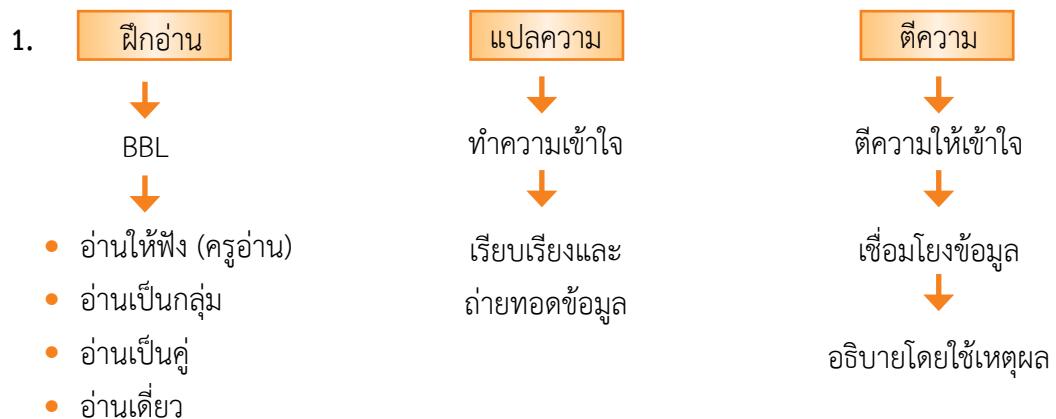 1. ฝึกอ่าน
BBL
• อ่านให้ฟัง (ครูอ่าน)
• อ่านเป็นกลุ่ม
• อ่านเป็นคู่
• อ่านเดี่ยว
แปลความ
ทำความเข้าใจ
เรียบเรียงและ
ถ่ายทอดข้อมูล
ตีความ
ตีความให้เข้าใจ
เชื่อมโยงข้อมูล
อธิบายโดยใช้เหตุผล